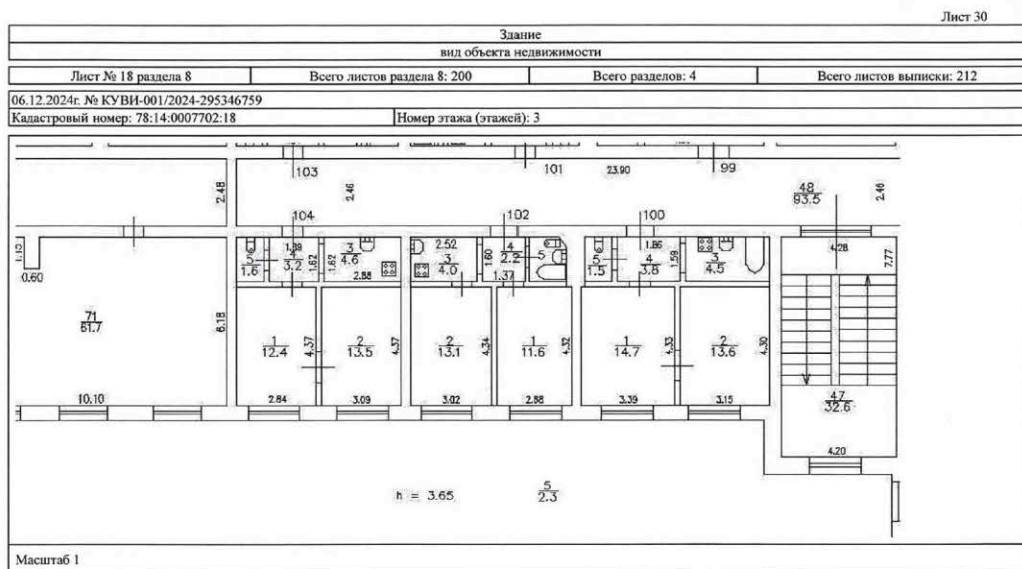 Лист 30
Здание
вид объекта недвижимости
Лист № 18 раздела 8 Всего листов раздела 8: 200 Всего разделов: 4 Всего листов выписки: 212
06.12.2024г. № КУВИ-001/2024-295346759
Кадастровый номер: 78:14:0007702:18 Номер этажа (этажей): 3
103 101 99
23.90
2.48 2.46 48 93.5 2.46
104 102 100
1.15 0.60
5 1.6 1.89 4 3.2 1.62 1.62 3 4.6 2.88
2.52 3 4.0 1.60 4 2.2 1.37 5
5 1.5 1.86 4 3.8 1.59 3 4.5
4.28 7.77
71 61.7 6.18
1 12.4 4.37 2 13.5 4.37
2 13.1 4.34 1 11.6 4.32
1 14.7 4.33 2 13.6 4.30
10.10 2.84 3.09 3.02 2.88 3.39 3.15
47 32.6
4.20
h = 3.65 5 2.3
Масштаб 1